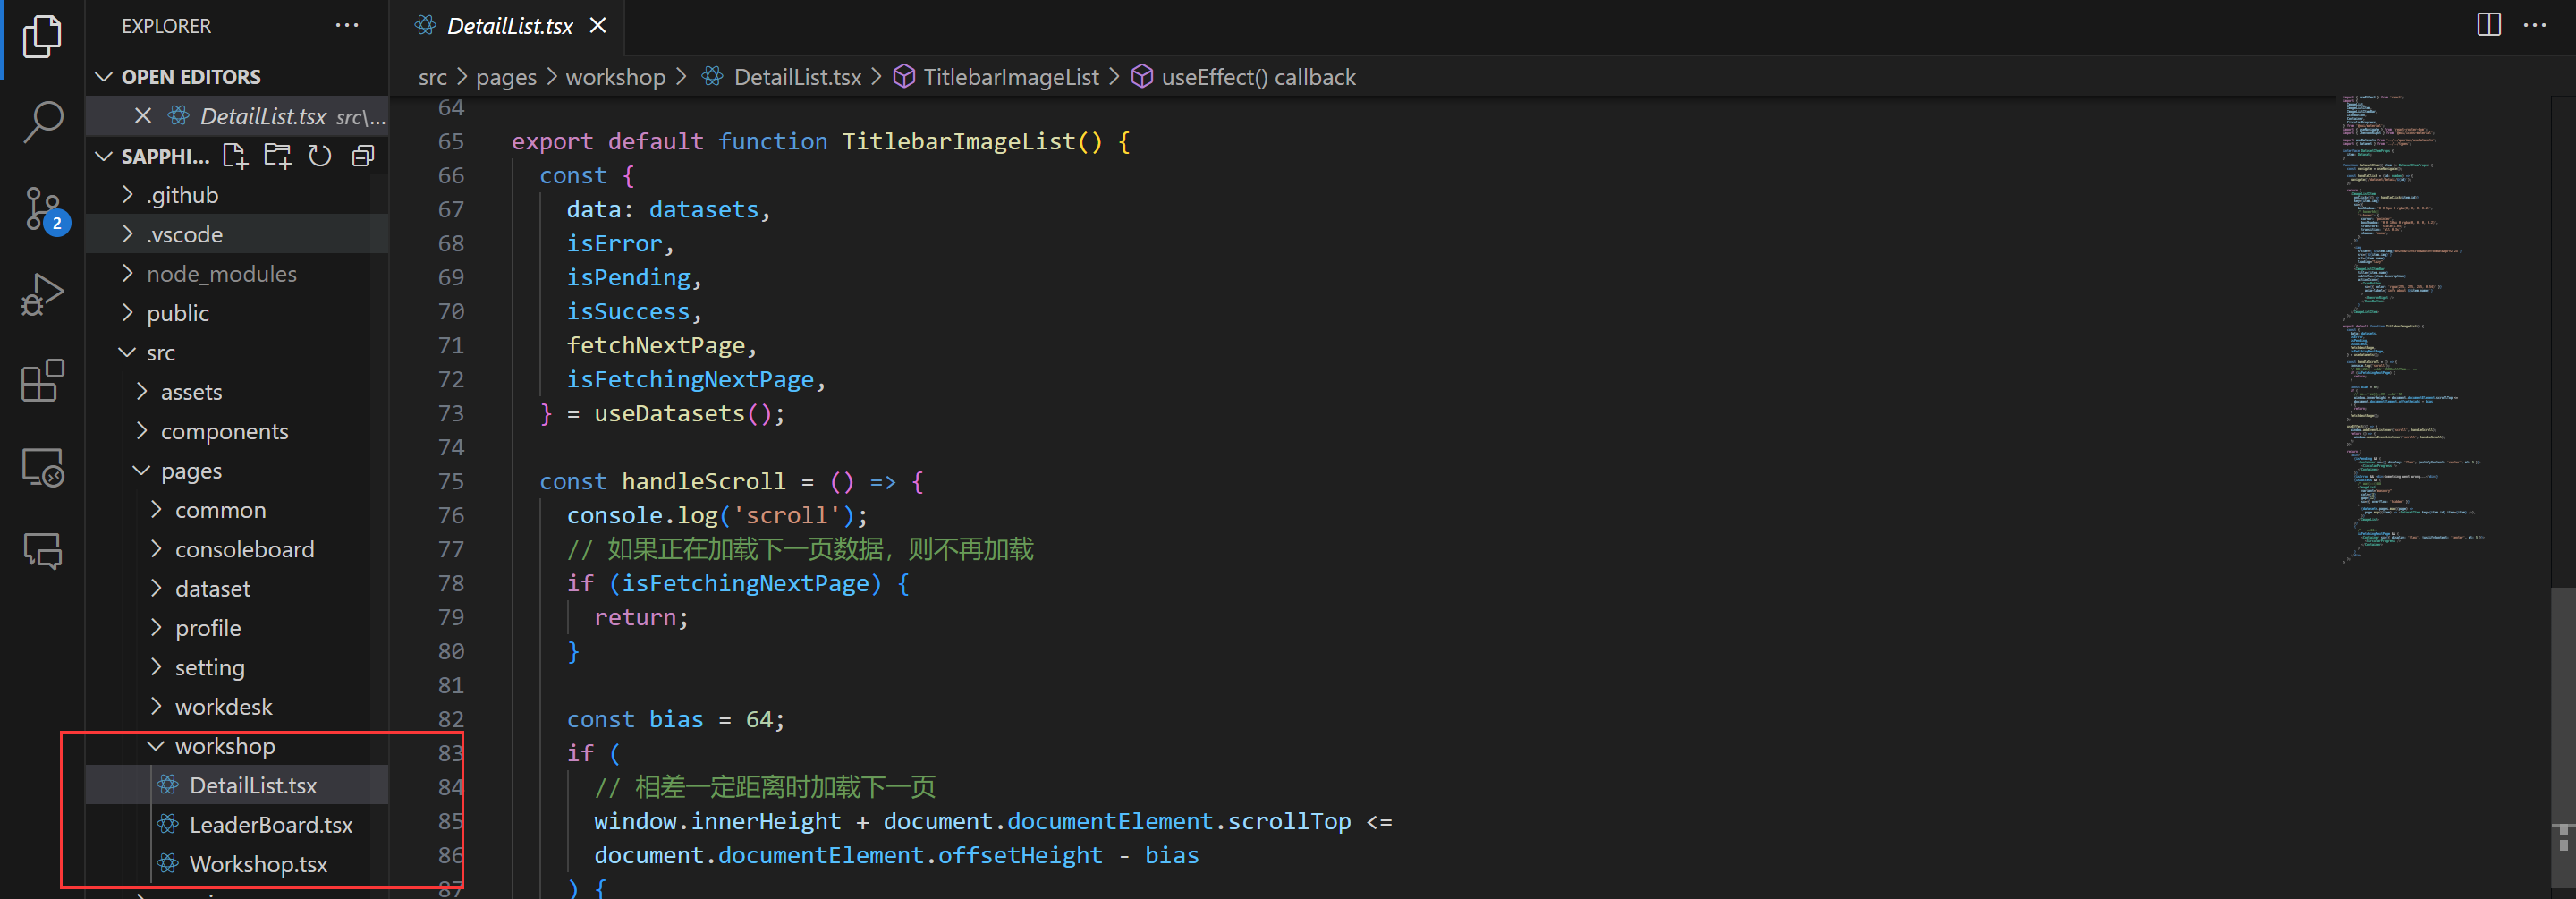 EXPLORER
OPEN EDITORS
DetailList.tsx src\...
SAPPHI...
.github
.vscode
node_modules
public
src
assets
components
pages
common
consoleboard
dataset
profile
setting
workdesk
workshop
DetailList.tsx
LeaderBoard.tsx
Workshop.tsx
2
DetailList.tsx
src > pages > workshop > DetailList.tsx > TitlebarImageList > useEffect() callback
64
65 export default function TitlebarImageList() {
66 const {
67 data: datasets,
68 isError,
69 isPending,
70 isSuccess,
71 fetchNextPage,
72 isFetchingNextPage,
73 } = useDatasets();
74
75 const handleScroll = () => {
76 console.log('scroll');
77 // 如果正在加载下一页数据，则不再加载
78 if (isFetchingNextPage) {
79 return;
80 }
81
82 const bias = 64;
83 if (
84 // 相差一定距离时加载下一页
85 window.innerHeight + document.documentElement.scrollTop <=
86 document.documentElement.offsetHeight - bias
87 ) {